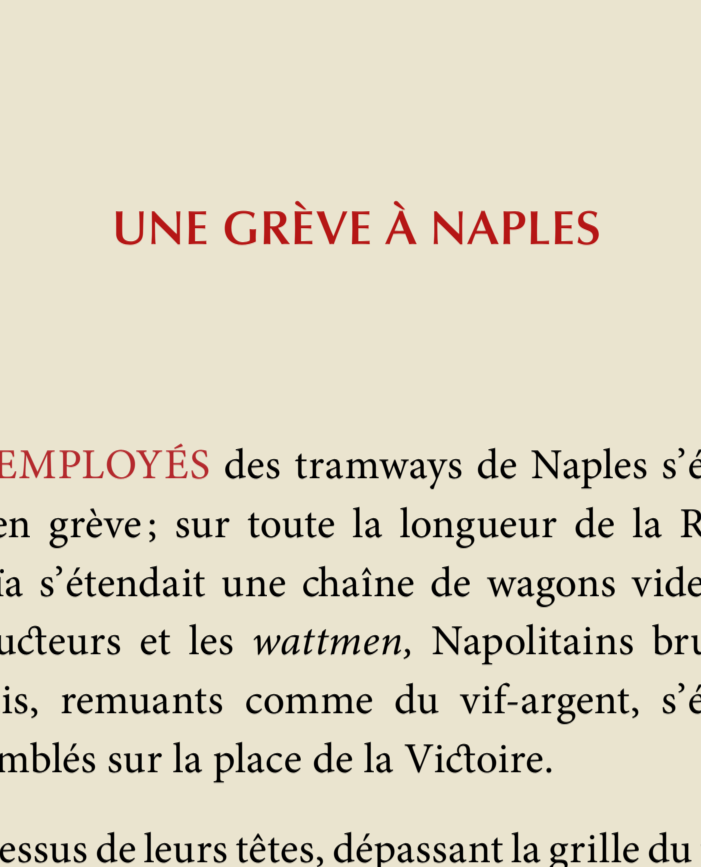 UNE GRÈVE À NAPLES
EMPLOYÉS des tramways de Naples s’é
en grève ; sur toute la longueur de la R
ïa s’étendait une chaîne de wagons vide
ucteurs et les wattmen, Napolitains bru
is, remuants comme du vif-argent, s’é
mblés sur la place de la Victoire.
essus de leurs têtes, dépassant la grille du